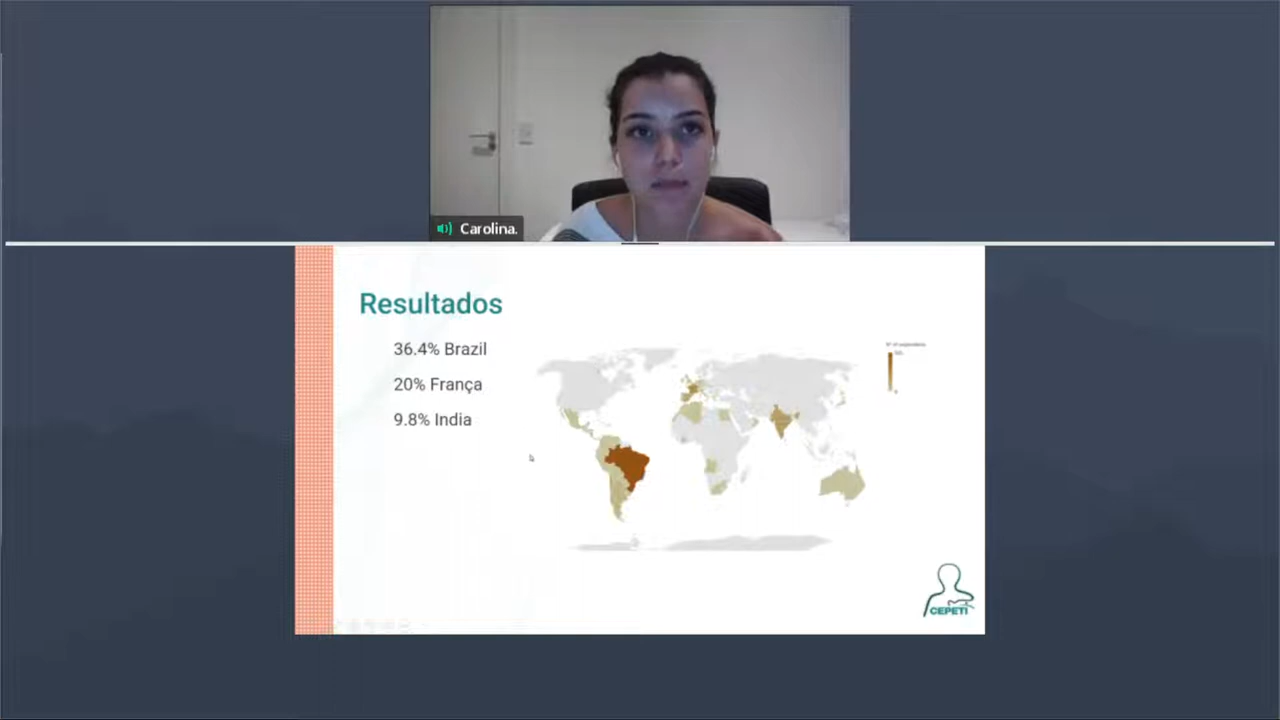 Carolina.
Resultados
36.4% Brazil
20% França
9.8% India
CEPETI